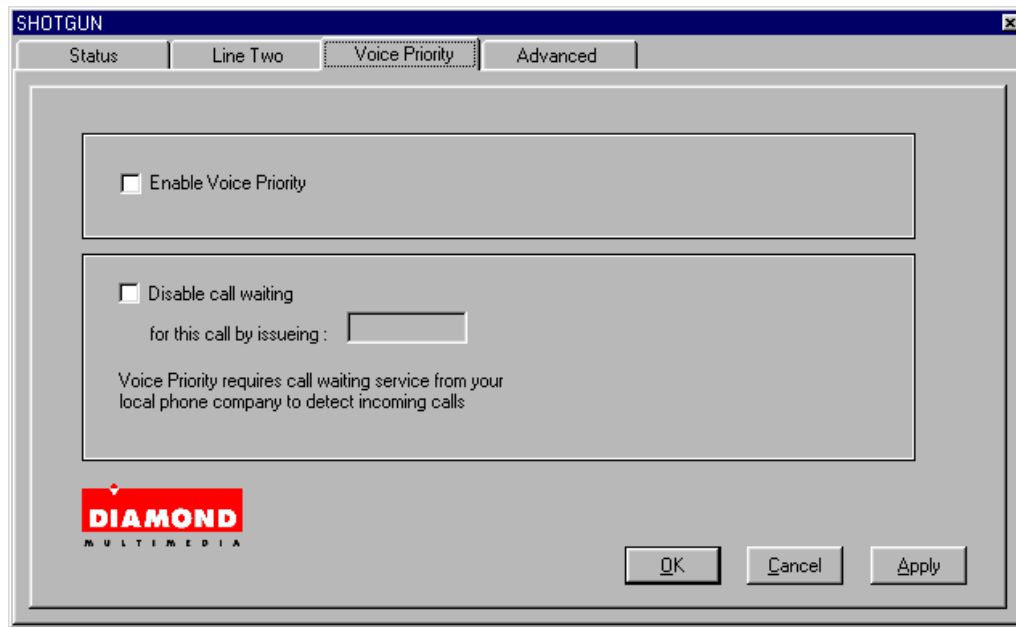 SHOTGUN
Status
Line Two
Voice Priority
Advanced
Enable Voice Priority
Disable call waiting
for this call by issueing :
Voice Priority requires call waiting service from your
local phone company to detect incoming calls
DIAMOND
MULTIMEDIA
OK
Cancel
Apply